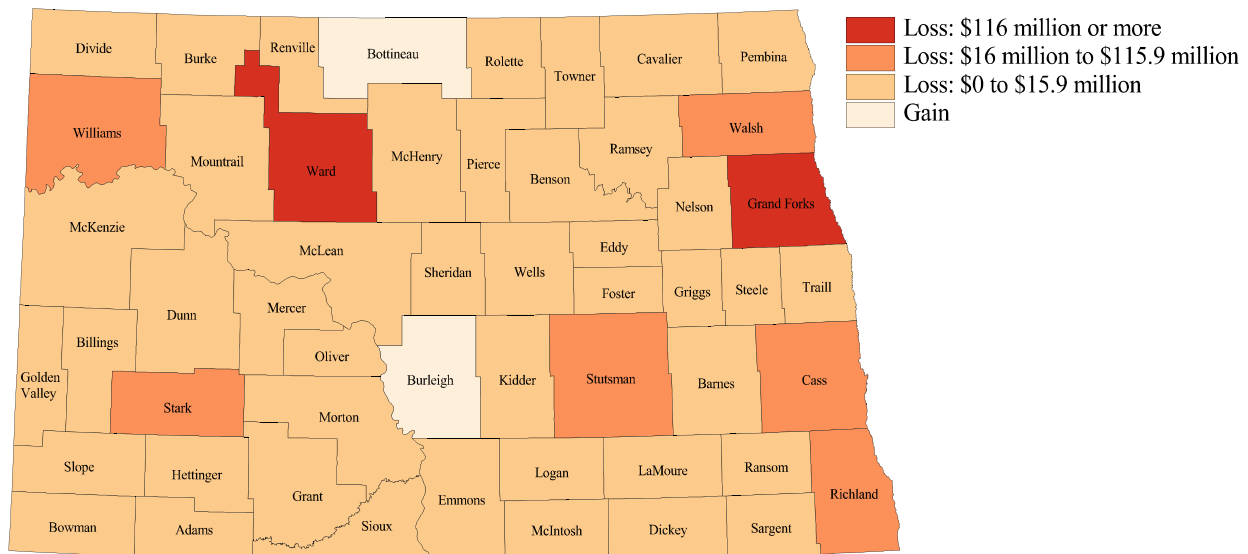 Loss: $116 million or more
Loss: $16 million to $115.9 million
Loss: $0 to $15.9 million
Gain
Divide
Burke
Renville
Bottineau
Rolette
Towner
Cavalier
Pembina
Williams
Mountrail
Ward
McHenry
Pierce
Benson
Ramsey
Walsh
Nelson
Grand Forks
McKenzie
McLean
Sheridan
Wells
Eddy
Foster
Griggs
Steele
Traill
Dunn
Mercer
Oliver
Billings
Golden
Valley
Stark
Morton
Burleigh
Kidder
Stutsman
Barnes
Cass
Slope
Hettinger
Grant
Emmons
Logan
LaMoure
Ransom
Richland
Bowman
Adams
Sioux
McIntosh
Dickey
Sargent